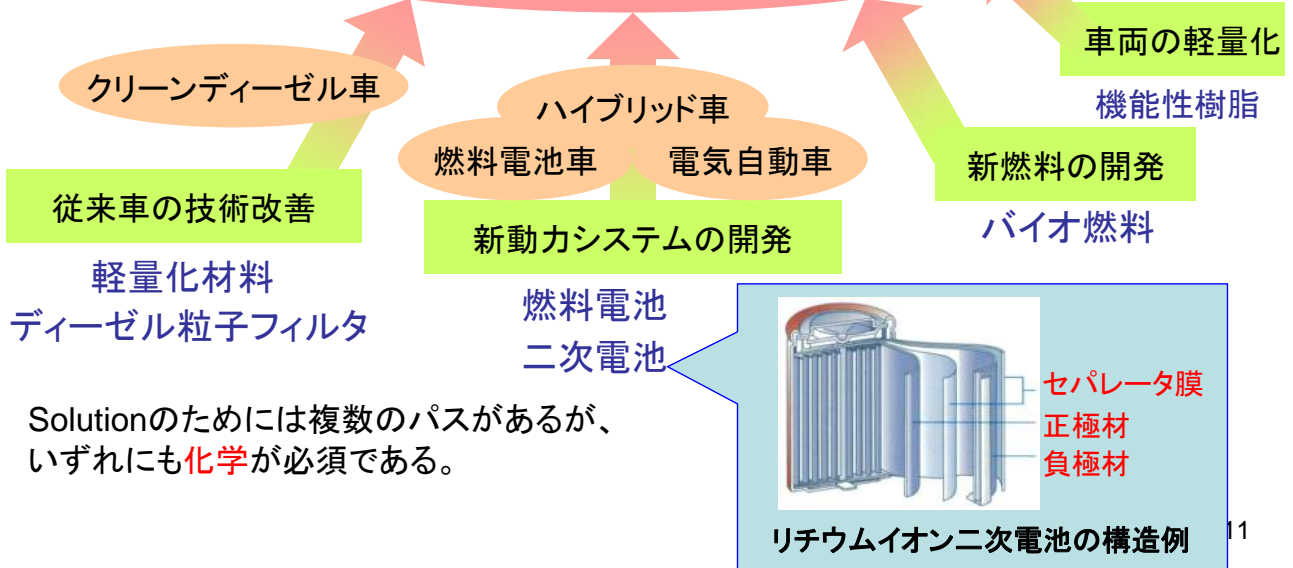 車両の軽量化
機能性樹脂
クリーンディーゼル車
ハイブリッド車
燃料電池車
電気自動車
新燃料の開発
バイオ燃料
従来車の技術改善
軽量化材料
ディーゼル粒子フィルタ
新動力システムの開発
燃料電池
二次電池
セパレータ膜
正極材
負極材
リチウムイオン二次電池の構造例
Solutionのためには複数のパスがあるが、
いずれにも化学が必須である。
11